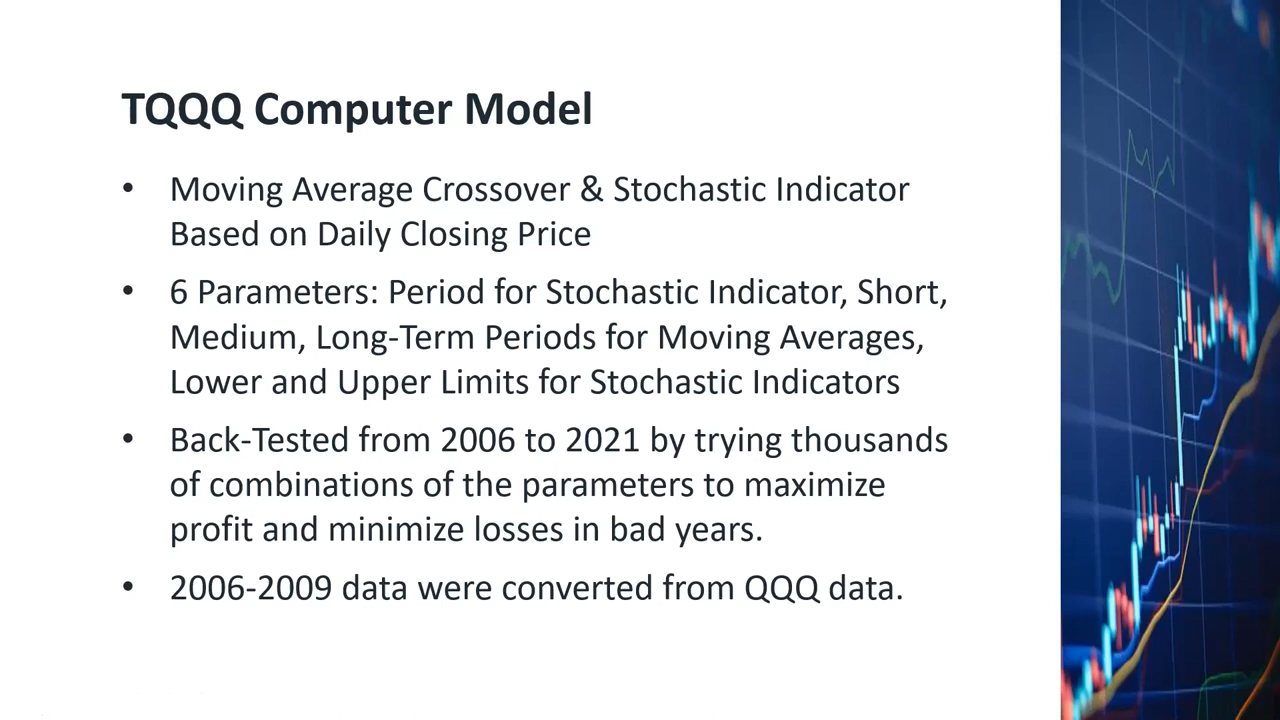 TQQQ Computer Model
• Moving Average Crossover & Stochastic Indicator
Based on Daily Closing Price
• 6 Parameters: Period for Stochastic Indicator, Short,
Medium, Long-Term Periods for Moving Averages,
Lower and Upper Limits for Stochastic Indicators
• Back-Tested from 2006 to 2021 by trying thousands
of combinations of the parameters to maximize
profit and minimize losses in bad years.
• 2006-2009 data were converted from QQQ data.